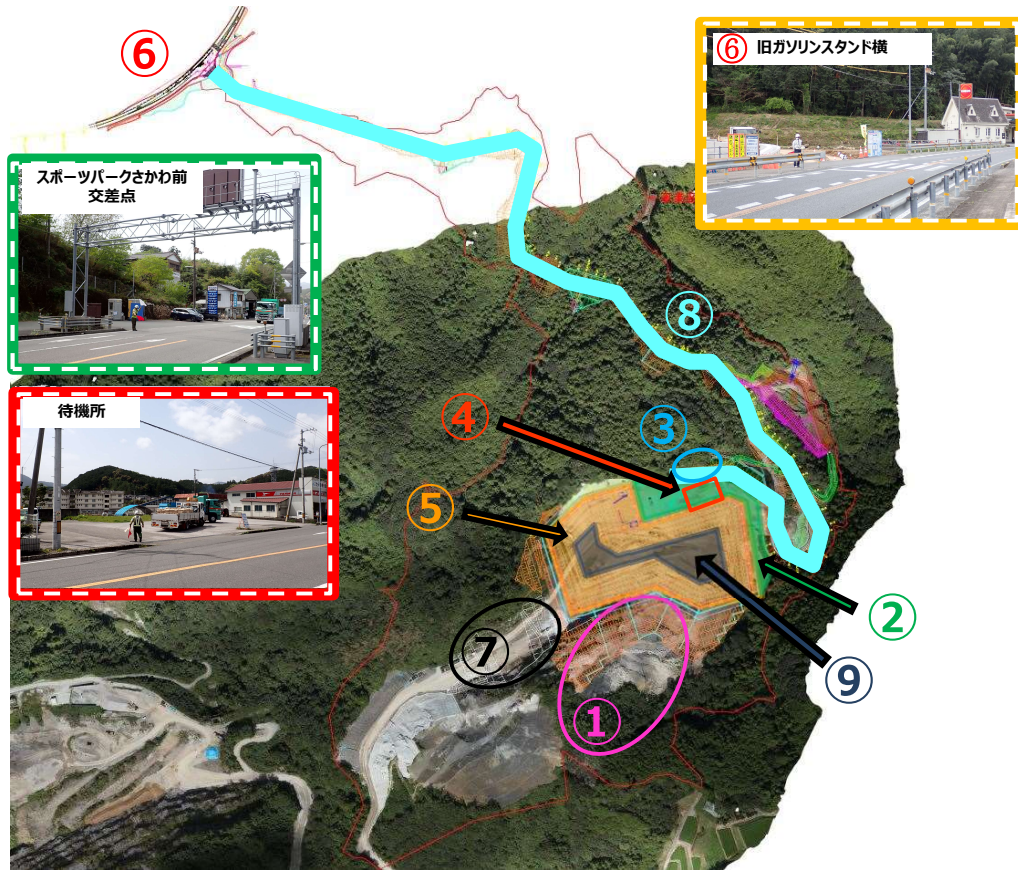 ⑥
⑥ 旧ガソリンスタンド横
スポーツパークさかわ前
交差点
⑧
待機所
④
③
⑤
②
⑦
⑨
①